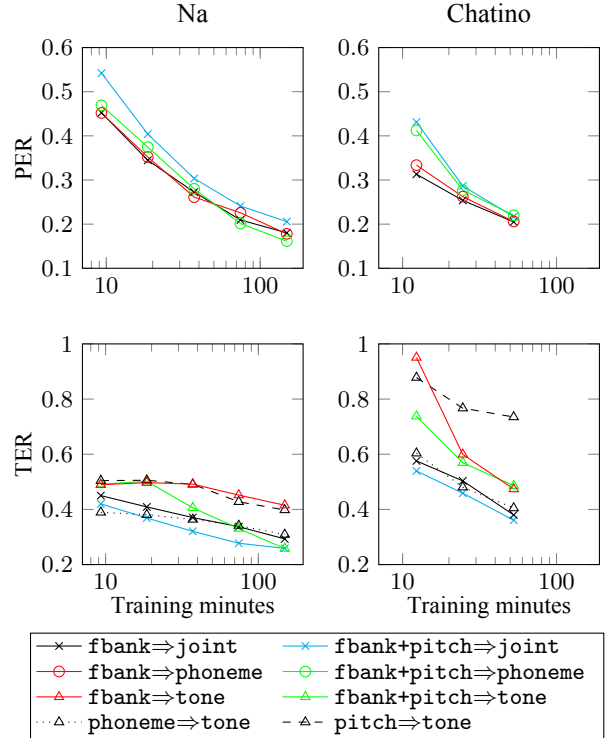 Na
Chatino
PER
0.6
0.5
0.4
0.3
0.2
0.1
10
100
0.6
0.5
0.4
0.3
0.2
0.1
10
100
TER
1
0.8
0.6
0.4
0.2
10
100
Training minutes
1
0.8
0.6
0.4
0.2
10
100
Training minutes
fbank⇒joint
fbank+pitch⇒joint
fbank⇒phoneme
fbank+pitch⇒phoneme
fbank⇒tone
fbank+pitch⇒tone
phoneme⇒tone
pitch⇒tone